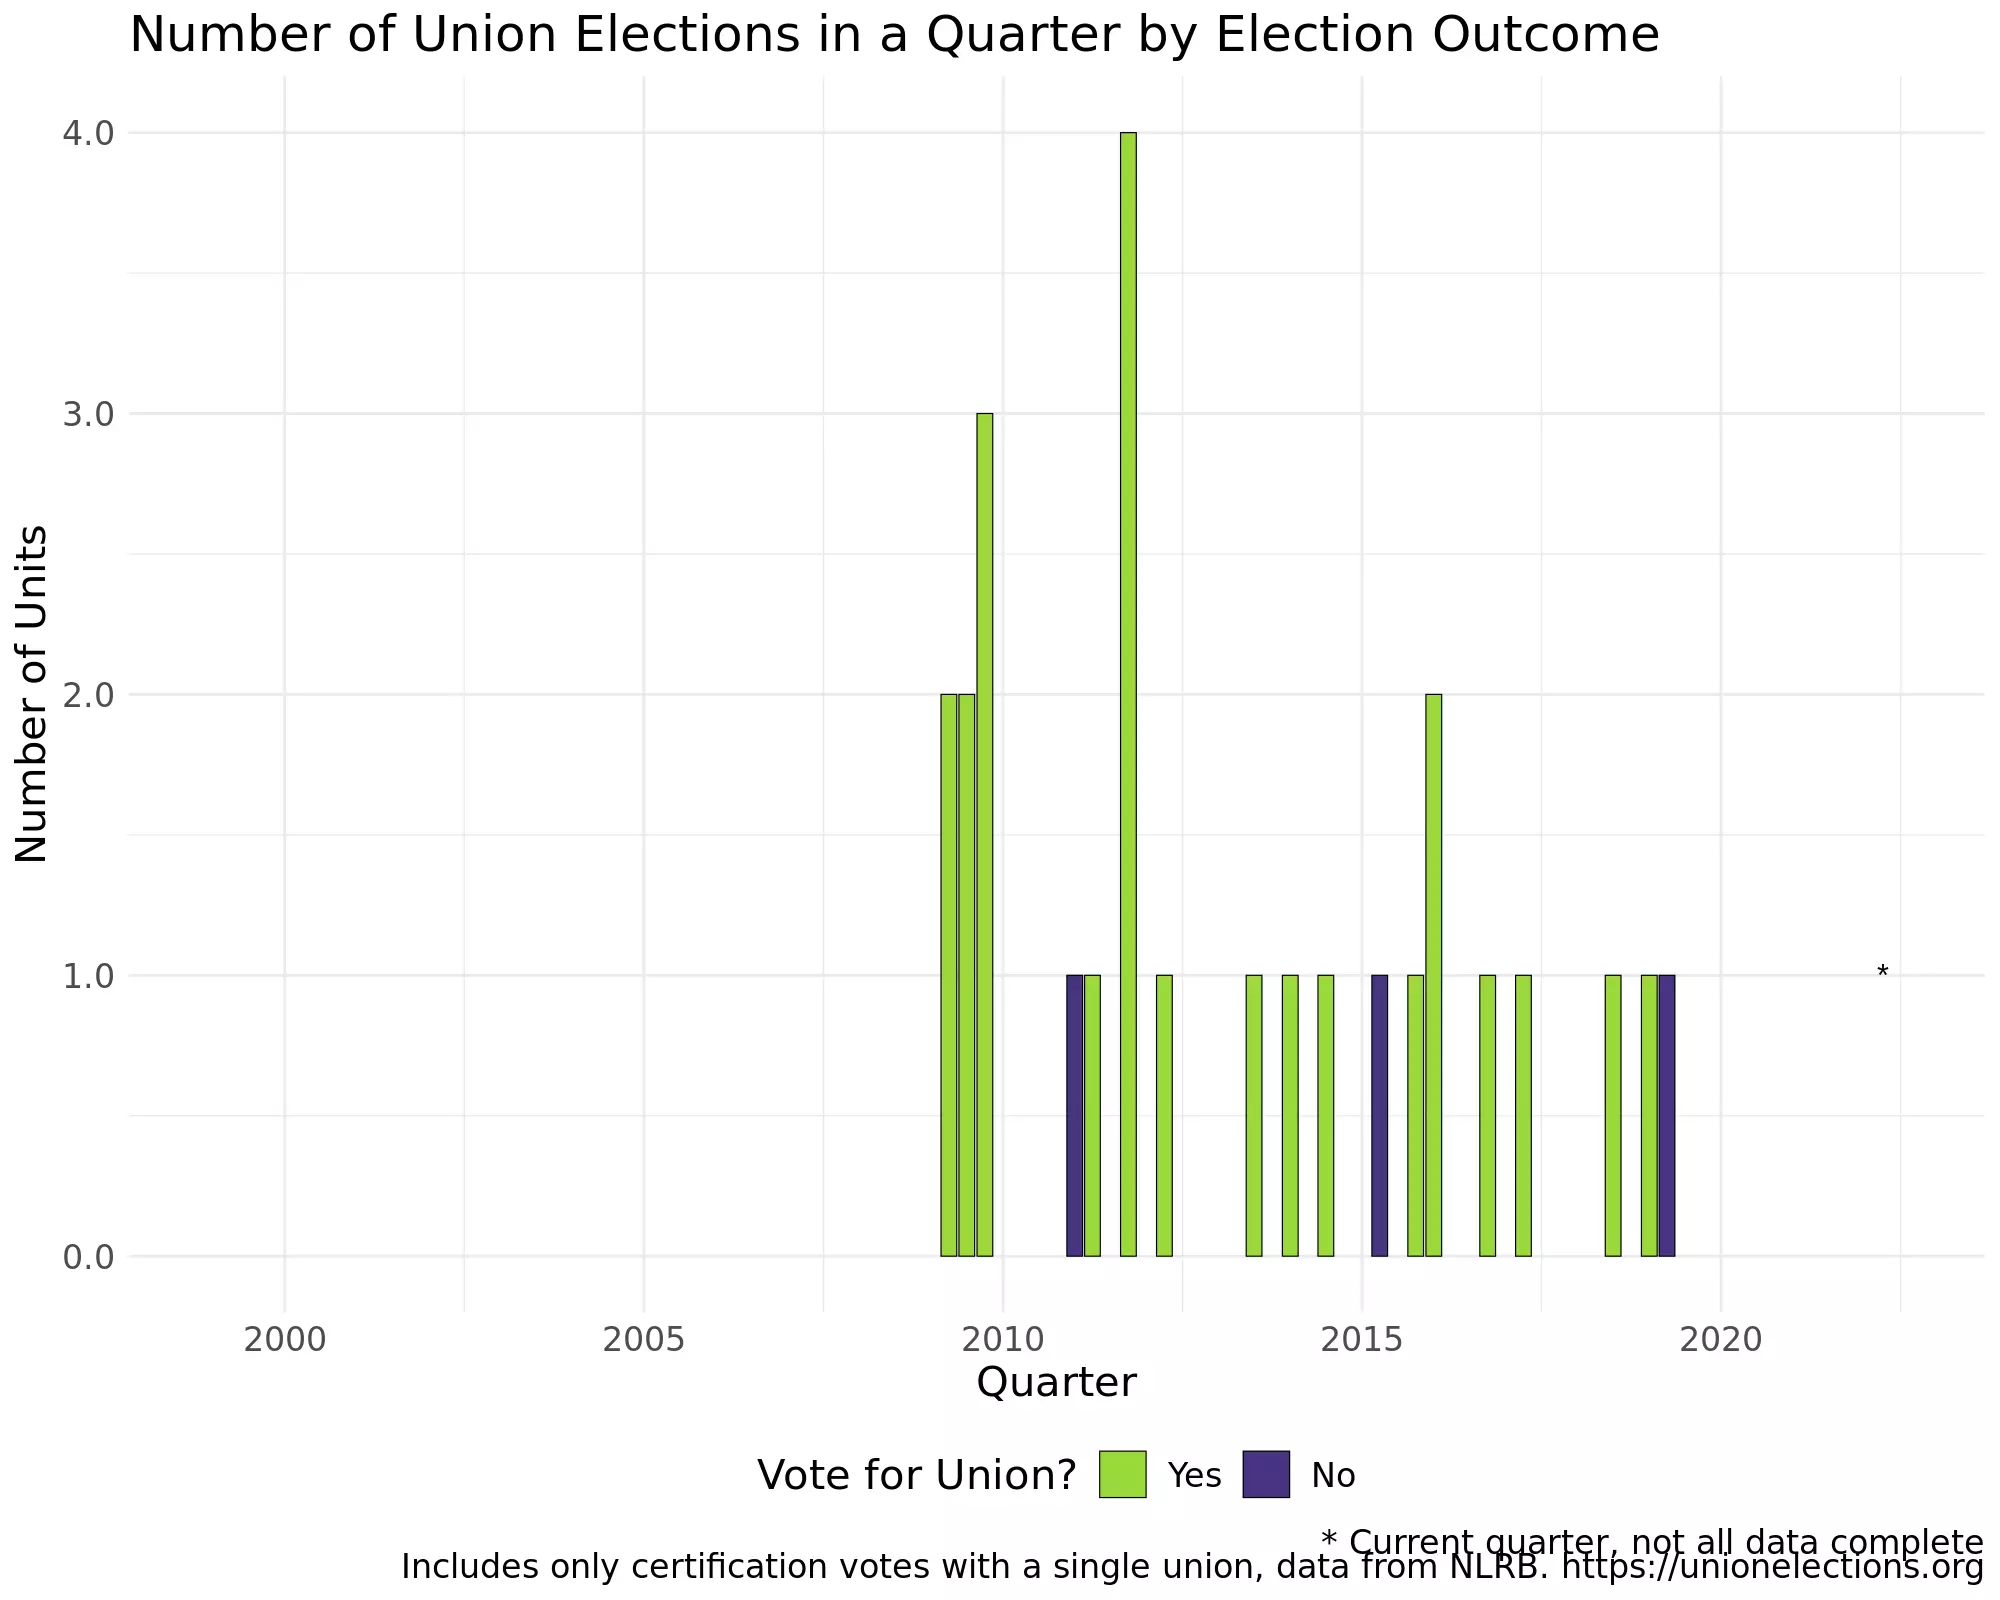 Number of Union Elections in a Quarter by Election Outcome
Number of Units
4.0
3.0
2.0
1.0
0.0
*
2000 2005 2010 2015 2020
Quarter
Vote for Union? Yes No
* Current quarter, not all data complete
Includes only certification votes with a single union, data from NLRB. https://unionelections.org